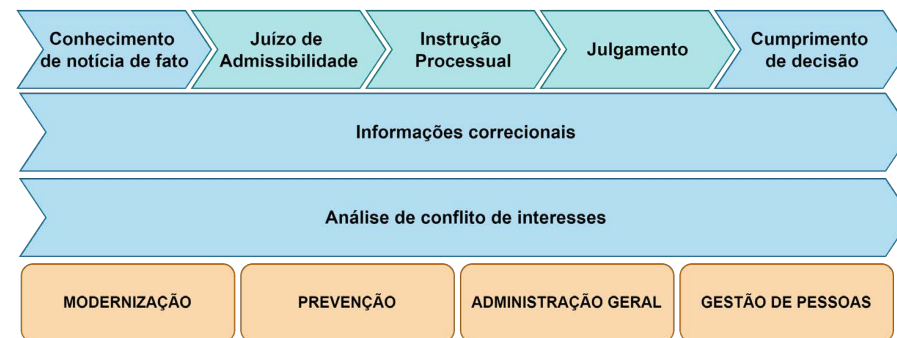 Conhecimento
de notícia de fato
Juízo de
Admissibilidade
Instrução
Processual
Julgamento
Cumprimento
de decisão
Informações correcionais
Análise de conflito de interesses
MODERNIZAÇÃO
PREVENÇÃO
ADMINISTRAÇÃO GERAL
GESTÃO DE PESSOAS